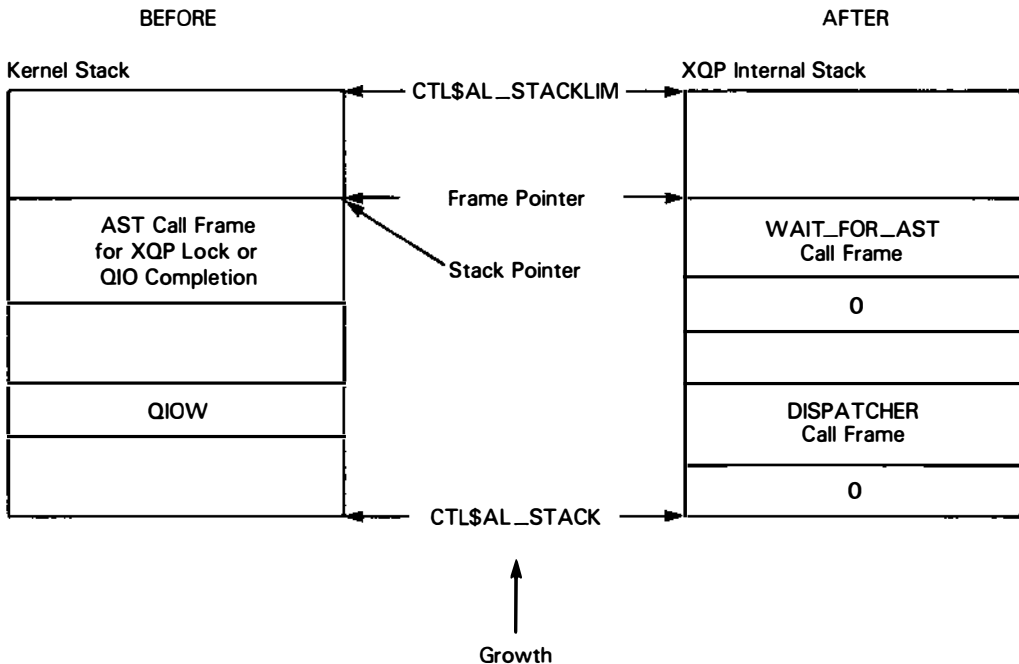 BEFORE
AFTER
Kernel Stack
XQP Internal Stack
CTL$AL_STACKLIM
Frame Pointer
AST Call Frame
for XQP Lock or
QIO Completion
WAIT_FOR_AST
Call Frame
Stack Pointer
0
QIOW
DISPATCHER
Call Frame
0
CTL$AL_STACK
Growth